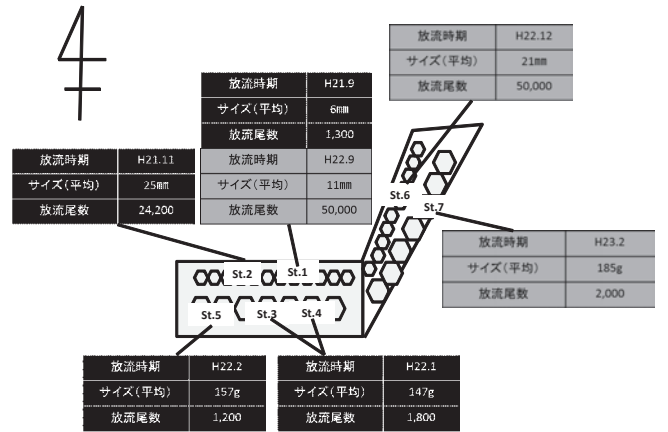 放流時期 H22.12
サイズ(平均) 21mm
放流尾数 50,000
放流時期 H21.9
サイズ(平均) 6mm
放流尾数 1,300
放流時期 H21.11
サイズ(平均) 25mm
放流尾数 24,200
放流時期 H22.9
サイズ(平均) 11mm
放流尾数 50,000
St.6
St.7
放流時期 H23.2
サイズ(平均) 185g
放流尾数 2,000
St.2
St.1
St.5
St.3
St.4
放流時期 H22.2
サイズ(平均) 157g
放流尾数 1,200
放流時期 H22.1
サイズ(平均) 147g
放流尾数 1,800